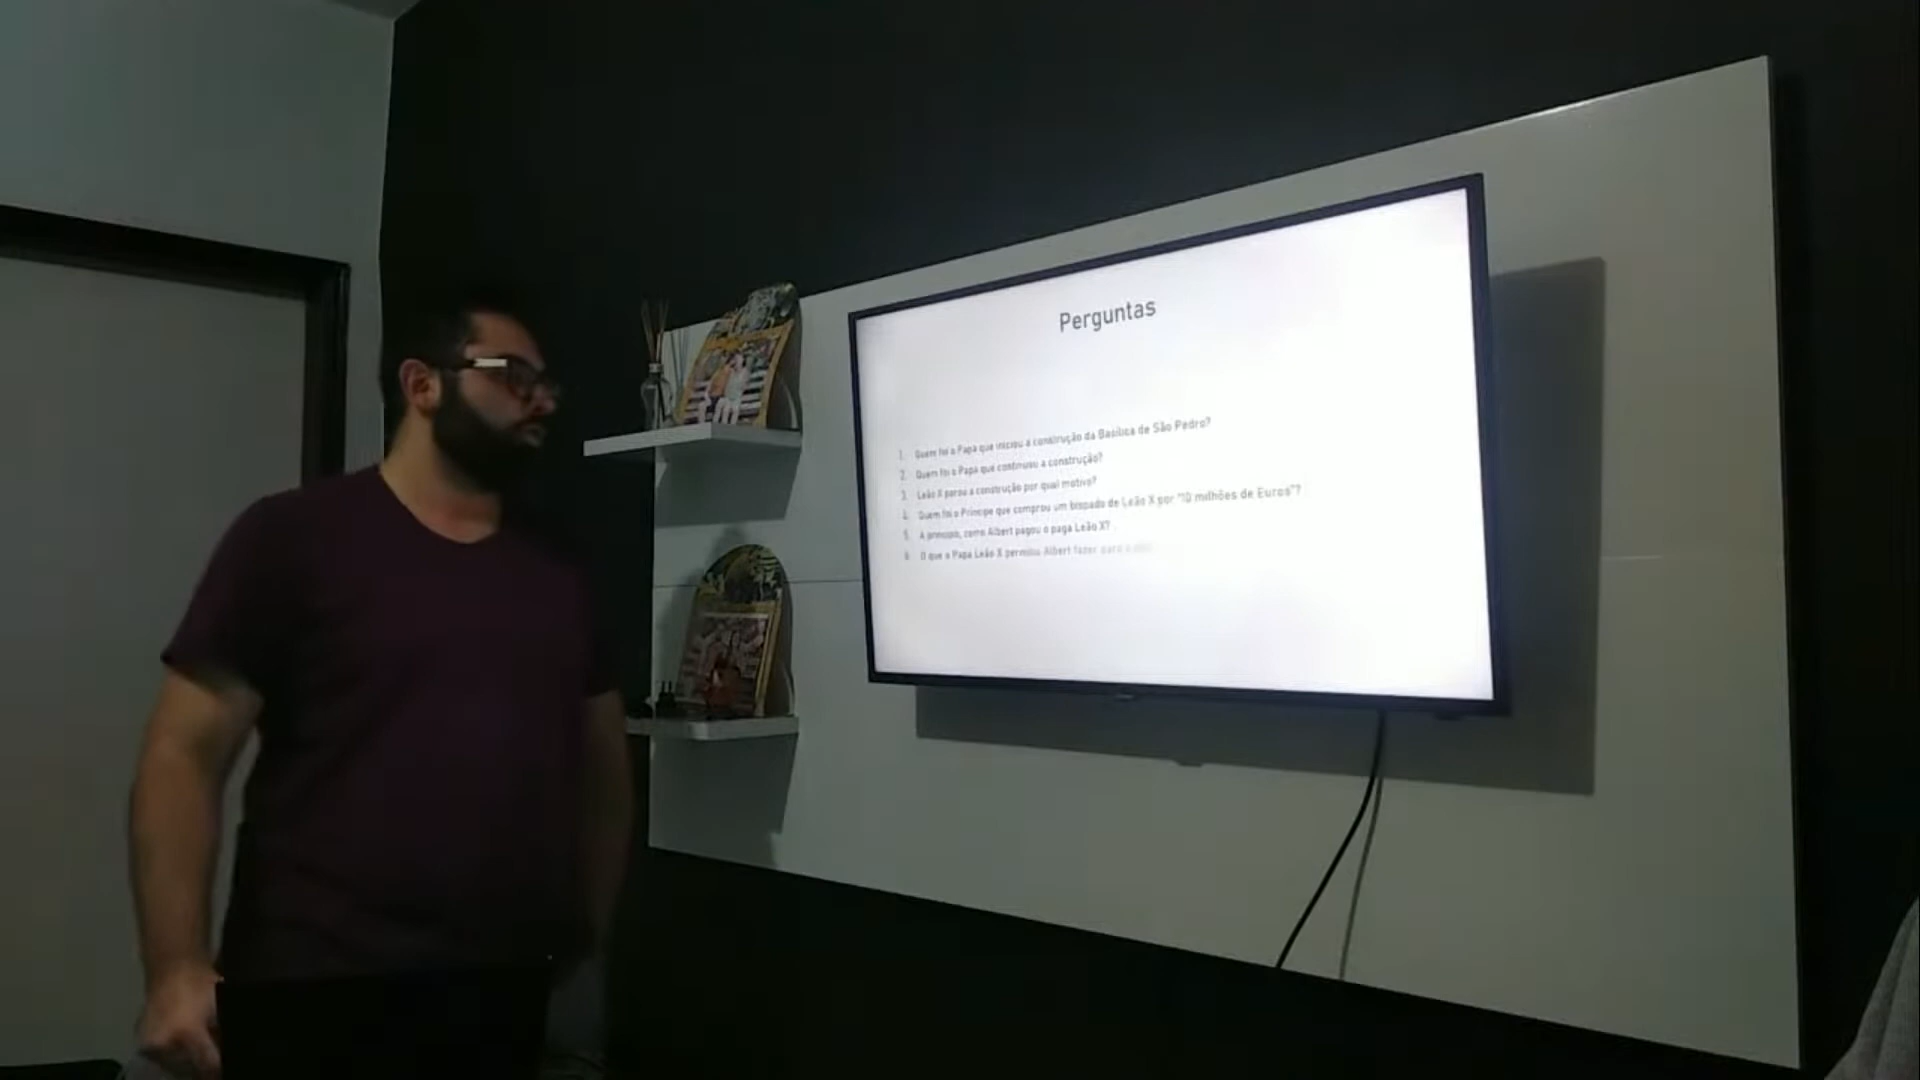 Perguntas
1. Quem foi o Papa que iniciou a construção da Basílica de São Pedro?
2. Quem foi o Papa que continuou a construção?
3. Leão X parou a construção por qual motivo?
4. Quem foi o Príncipe que comprou um bispado de Leão X por "10 milhões de Euros"?
5. A princípio, como Albert pagou o papa Leão X?
6. O que o Papa Leão X permitiu Albert fazer para o